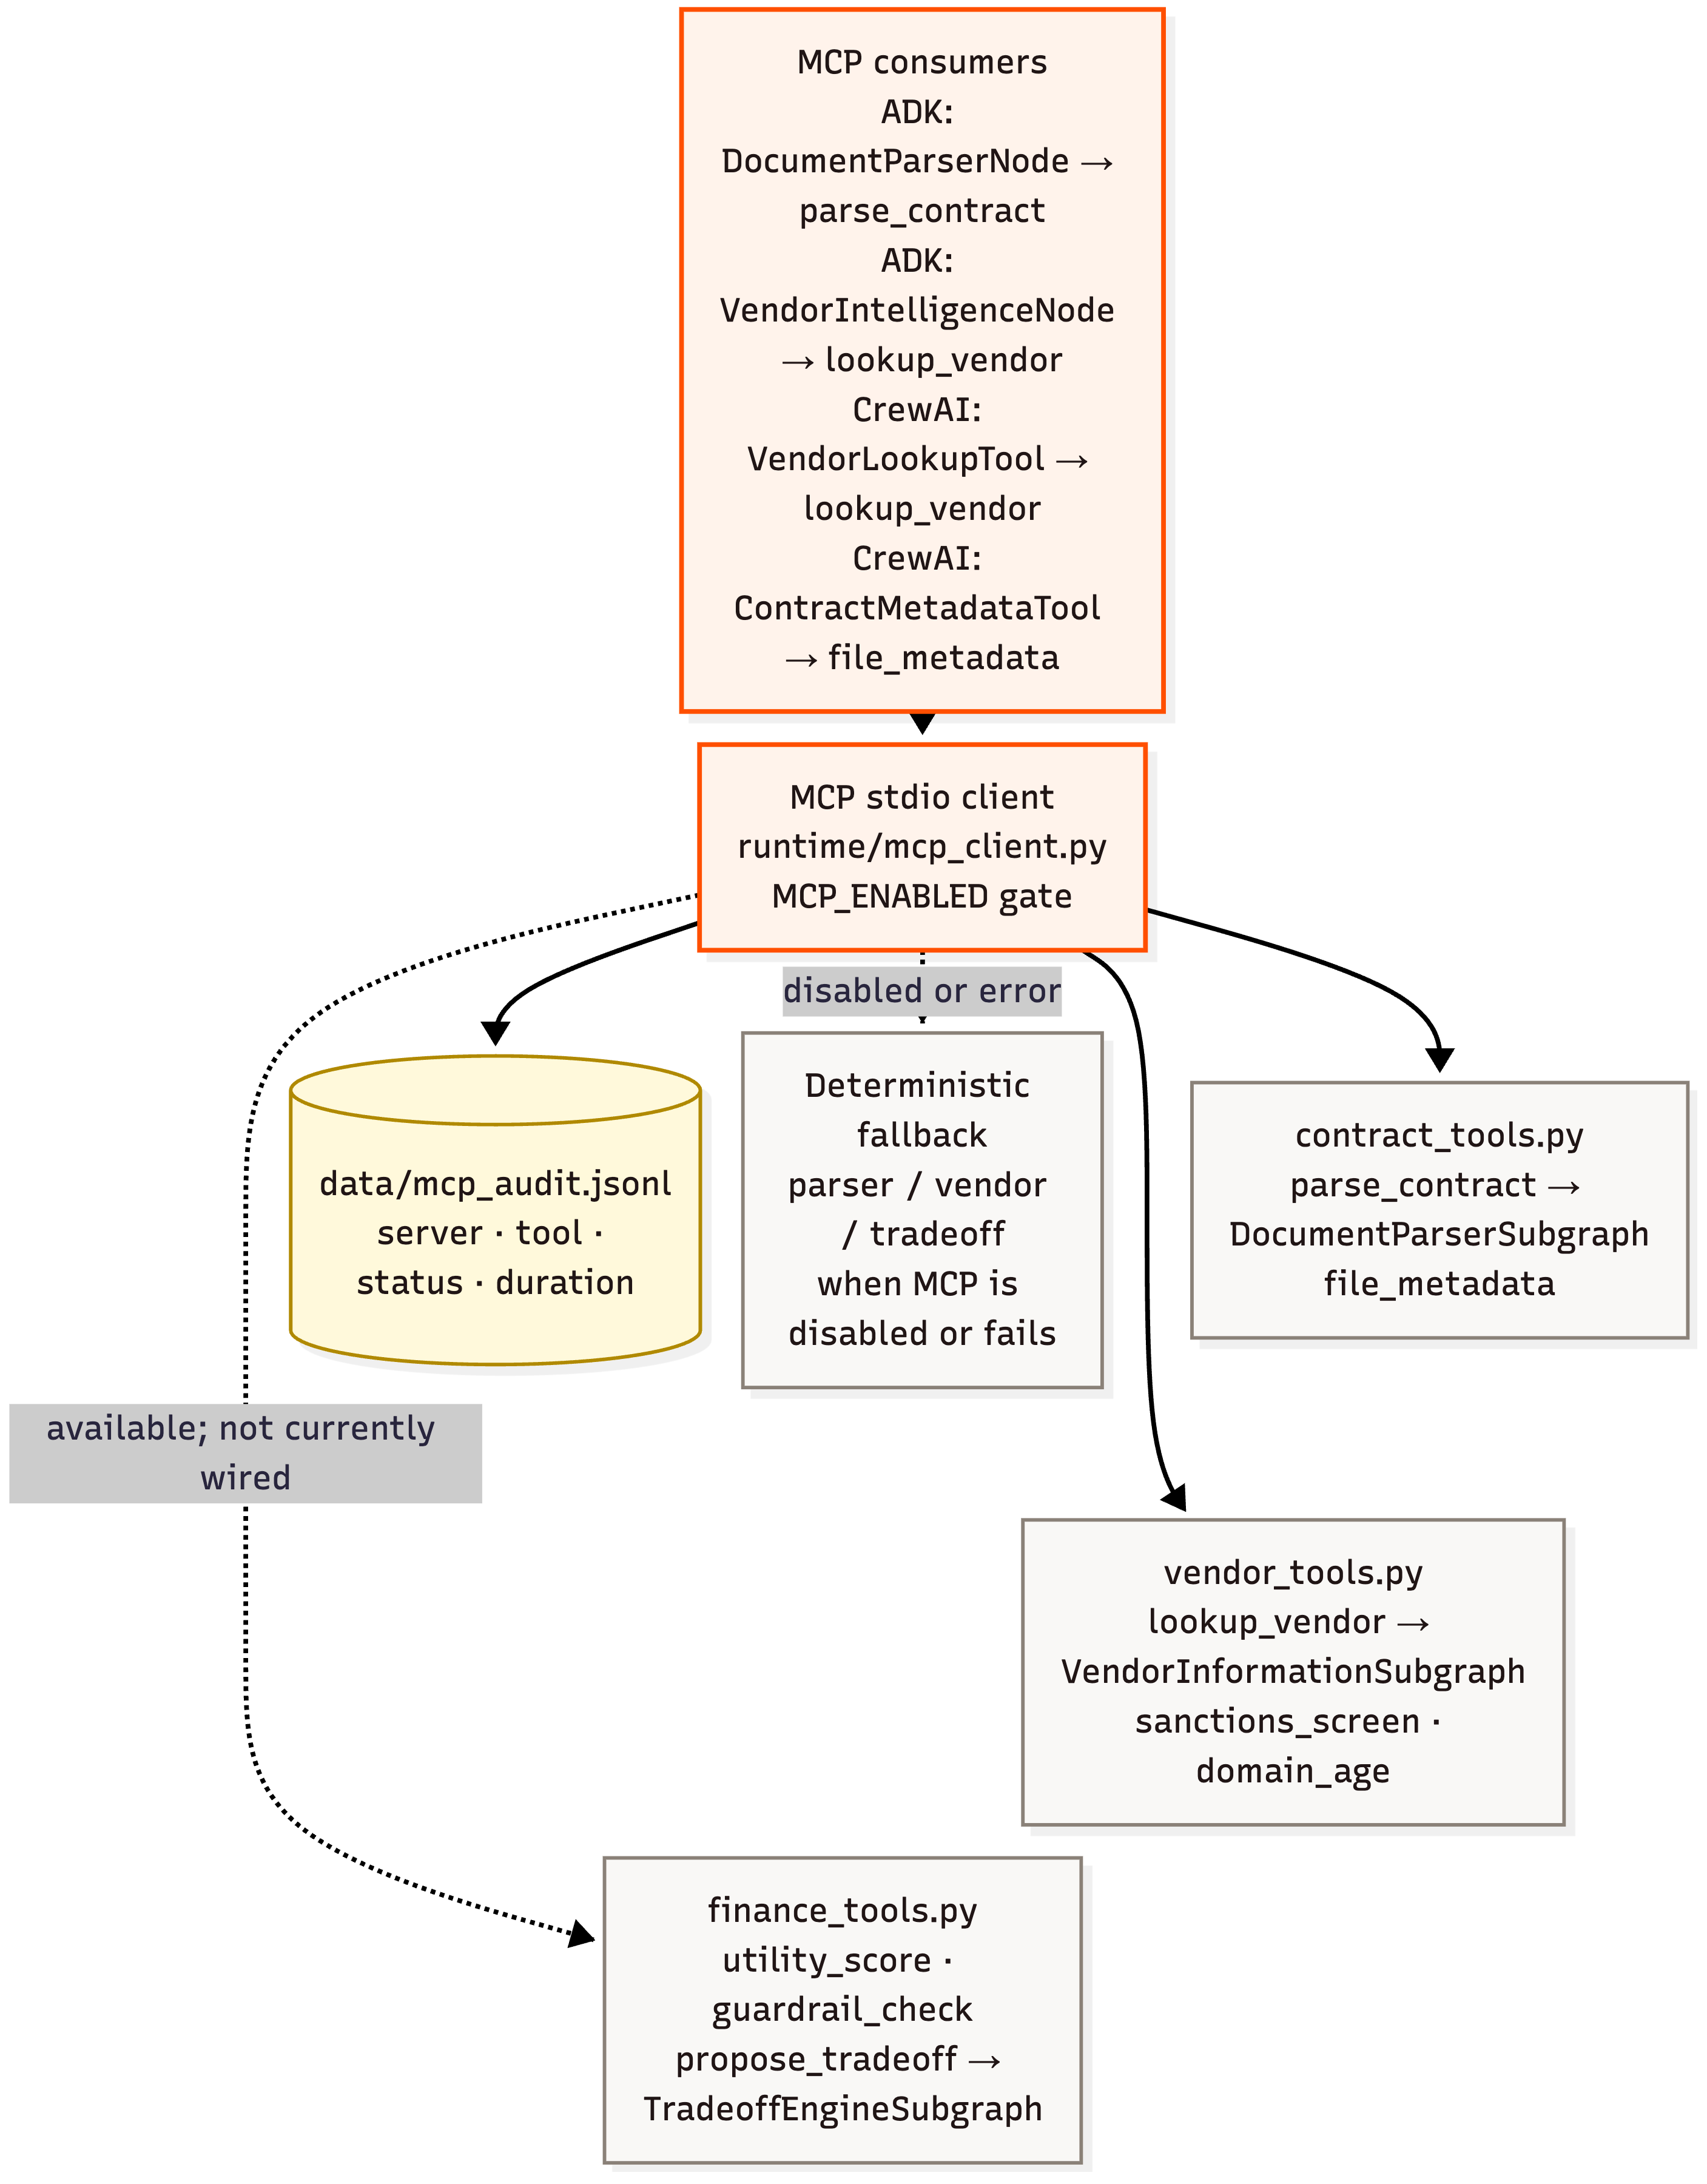 MCP consumers
ADK:
DocumentParserNode →
parse_contract
ADK:
VendorIntelligenceNode
→ lookup_vendor
CrewAI:
VendorLookupTool →
lookup_vendor
CrewAI:
ContractMetadataTool
→ file_metadata
MCP stdio client
runtime/mcp_client.py
MCP_ENABLED gate
disabled or error
data/mcp_audit.jsonl
server · tool ·
status · duration
Deterministic
fallback
parser / vendor
/ tradeoff
when MCP is
disabled or fails
contract_tools.py
parse_contract →
DocumentParserSubgraph
file_metadata
available; not currently
wired
vendor_tools.py
lookup_vendor →
VendorInformationSubgraph
sanctions_screen ·
domain_age
finance_tools.py
utility_score ·
guardrail_check
propose_tradeoff →
TradeoffEngineSubgraph